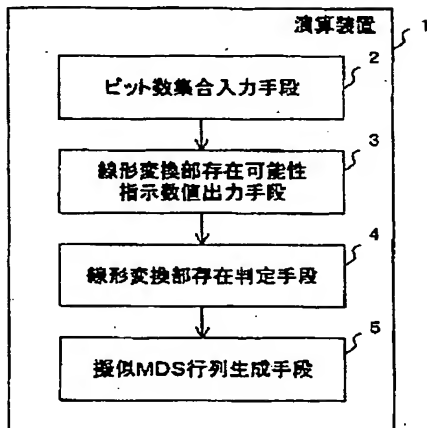 演算装置
1
2
ビット数集合入力手段
3
線形変換部存在可能性
指示数値出力手段
4
線形変換部存在判定手段
5
擬似MDS行列生成手段